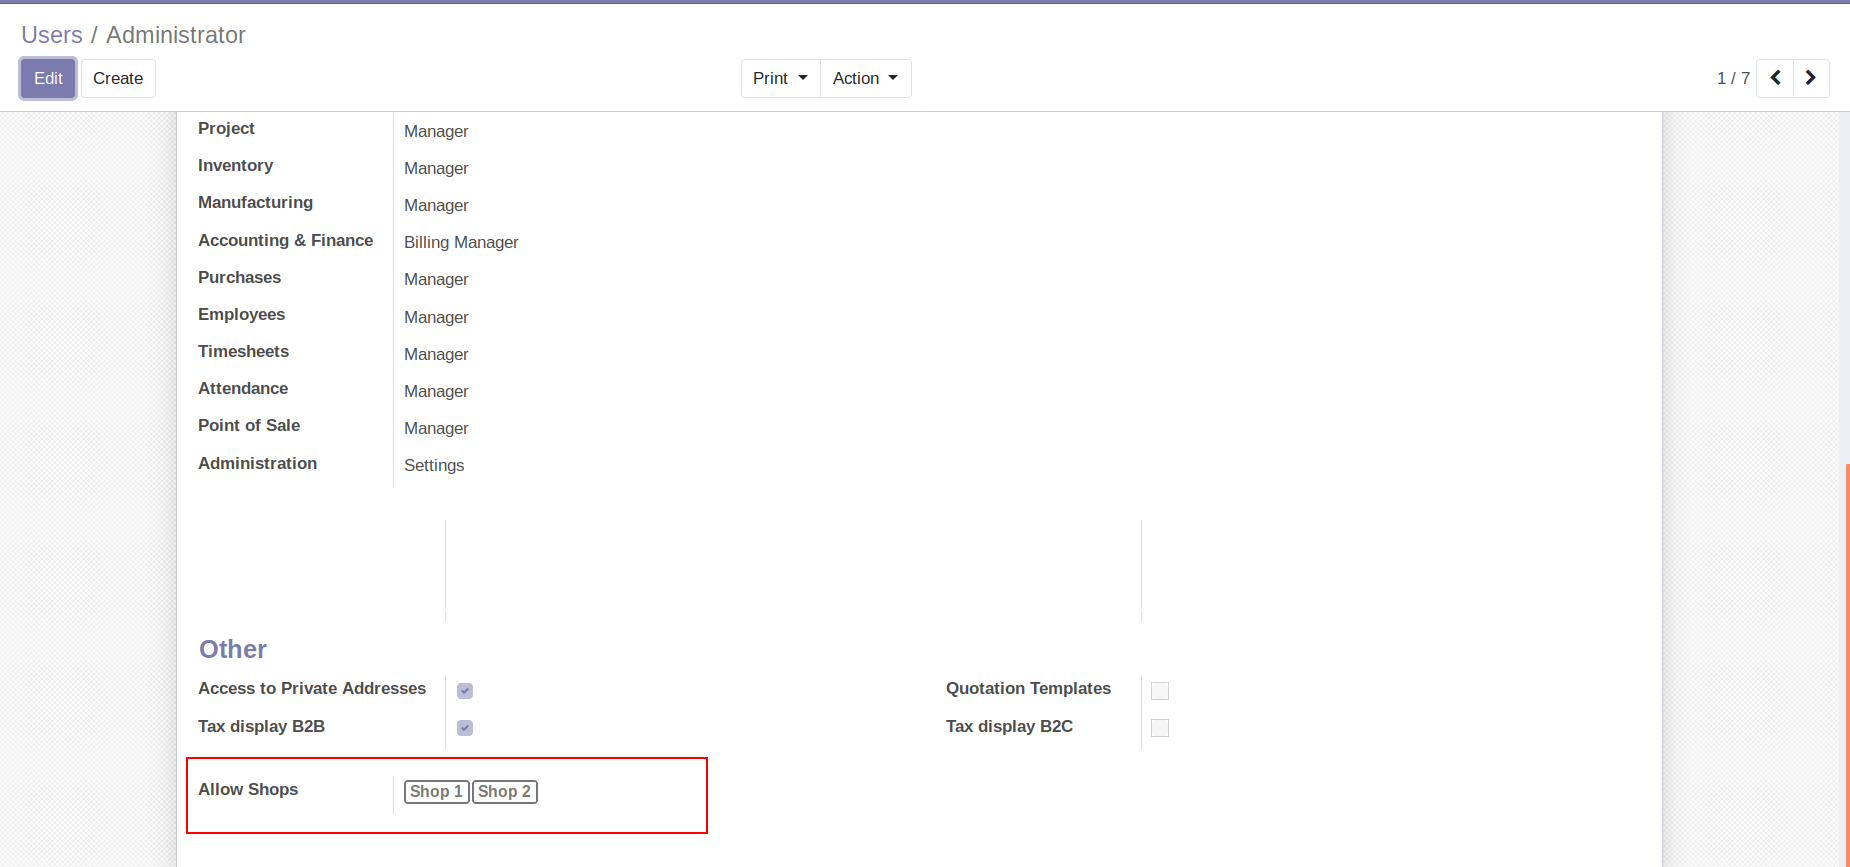 Users / Administrator
Edit Create Print Action 1 / 7
Project Manager
Inventory Manager
Manufacturing Manager
Accounting & Finance Billing Manager
Purchases Manager
Employees Manager
Timesheets Manager
Attendance Manager
Point of Sale Manager
Administration Settings
Other
Access to Private Addresses Quotation Templates
Tax display B2B Tax display B2C
Allow Shops Shop 1 Shop 2